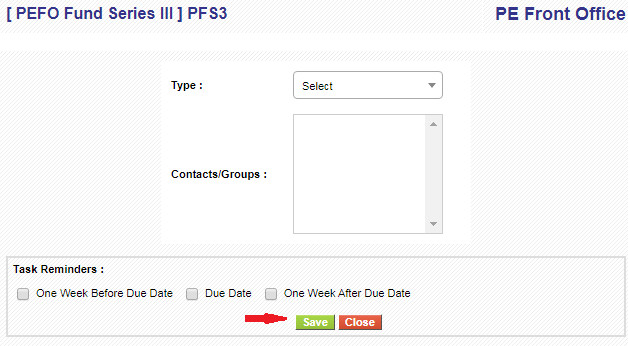 [ PEFO Fund Series III ] PFS3 PE Front Office
Type : Select
Contacts/Groups :
Task Reminders :
One Week Before Due Date Due Date One Week After Due Date
Save Close